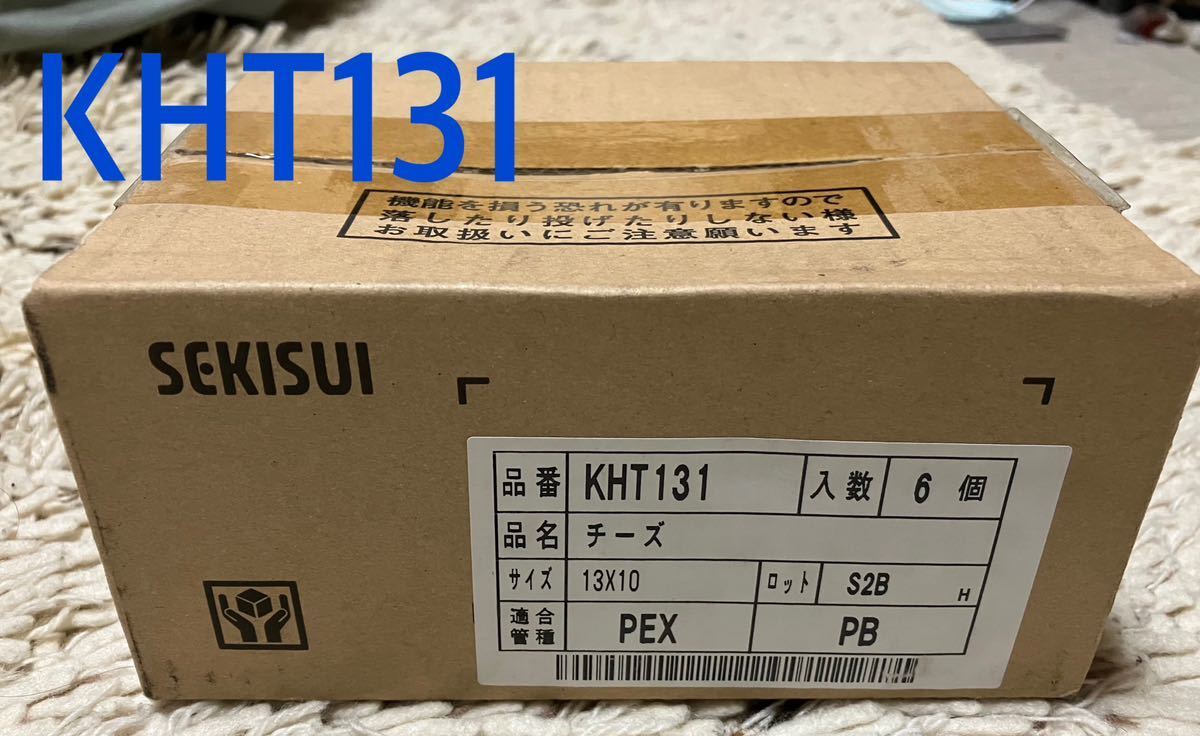 KHT131
機能を損う恐れが有りますので
落したり投げたりしない様
お取扱いにご注意願います
SEKISUI
品番 KHT131 入数 6 個
品名 チーズ
サイズ 13X10 ロット S2B H
適合管種 PEX PB